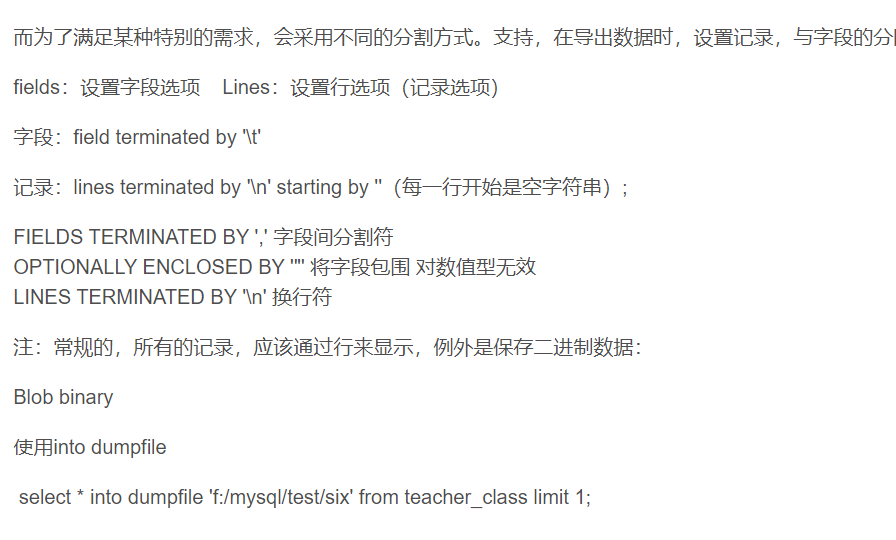 而为了满足某种特别的需求，会采用不同的分割方式。支持，在导出数据时，设置记录，与字段的分
fields：设置字段选项 Lines：设置行选项（记录选项）
字段：field terminated by '\t'
记录：lines terminated by '\n' starting by ''（每一行开始是空字符串）;
FIELDS TERMINATED BY ',' 字段间分割符
OPTIONALLY ENCLOSED BY '"' 将字段包围 对数值型无效
LINES TERMINATED BY '\n' 换行符
注：常规的，所有的记录，应该通过行来显示，例外是保存二进制数据：
Blob binary
使用into dumpfile
select * into dumpfile 'f:/mysql/test/six' from teacher_class limit 1;